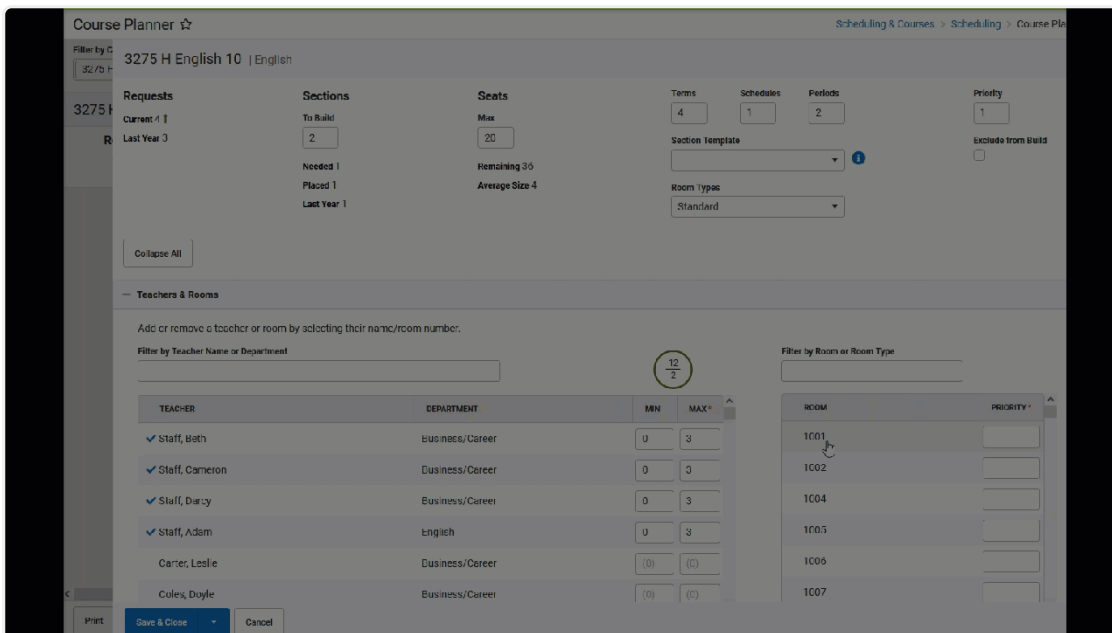 Course Planner
Scheduling & Courses > Scheduling > Course Pla
Filter by C
3275 H
3275 H English 10 | English
3275 H
R
Requests
Current 4
Last Year 3
Sections
To Build
2
Needed 1
Placed 1
Last Year 1
Seats
Max
20
Remaining 36
Average Size 4
Terms
4
Schedules
1
Periods
2
Priority
1
Section Template
Exclude from Build
Room Types
Standard
Collapse All
Teachers & Rooms
Add or remove a teacher or room by selecting their name/room number.
Filter by Teacher Name or Department
12
2
Filter by Room or Room Type
TEACHER DEPARTMENT MIN MAX*
Staff, Beth Business/Career 0 3
Staff, Cameron Business/Career 0 3
Staff, Darcy Business/Career 0 3
Staff, Adam English 0 3
Carter, Leslie Business/Career (0) (0)
Coles, Doyle Business/Career (0) (0)
ROOM PRIORITY*
1001
1002
1004
1005
1006
1007
Print
Save & Close
Cancel